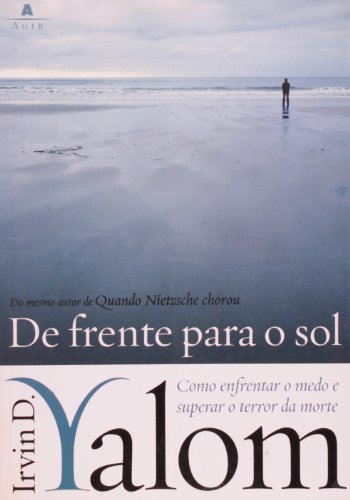 A
AGIR
Do mesmo autor de Quando Nietzsche chorou
De frente para o sol
Irvin D.
Yalom
Como enfrentar o medo e
superar o terror da morte